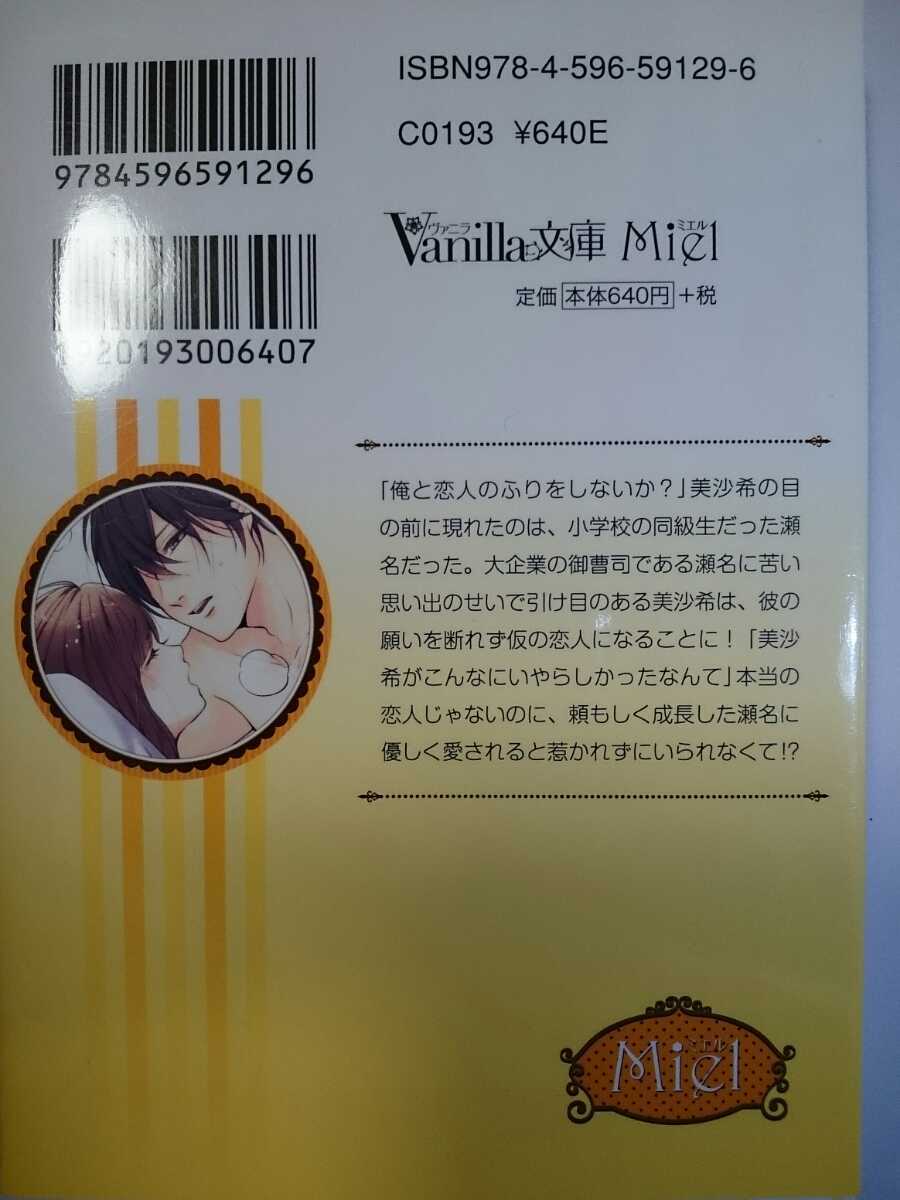 ISBN978-4-596-59129-6
9784596591296
C0193 ¥640E
ヴァニラ ミエル
Vanilla文庫 Miel
定価 本体640円 +税
20193006407
「俺と恋人のふりをしないか?」美沙希の目
の前に現れたのは、小学校の同級生だった瀬
名だった。大企業の御曹司である瀬名に苦い
思い出のせいで引け目のある美沙希は、彼の
願いを断れず仮の恋人になることに!「美沙
希がこんなにいやらしかったなんて」本当の
恋人じゃないのに、頼もしく成長した瀬名に
優しく愛されると惹かれずにいられなくて!?
ミエル
Miel